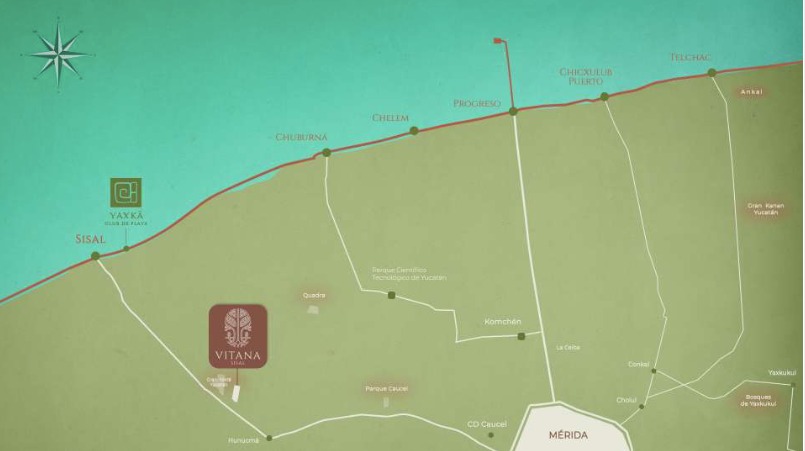 TELCHAC
CHICXULUB
PUERTO
Ankal
PROGRESO
CHELEM
CHUBURNÁ
YAXKÁ
CLUB DE PLAYA
SISAL
Gran Kanan
Yucatán
Parque Científico
Tecnológico de Yucatán
Quadra
Komchén
VITANA
SISAL
La Ceiba
Conkal
Yaxkukul
Parque Caucel
Cholul
Bosques
de Yaxkukul
CD Caucel
MÉRIDA
Hunucmá